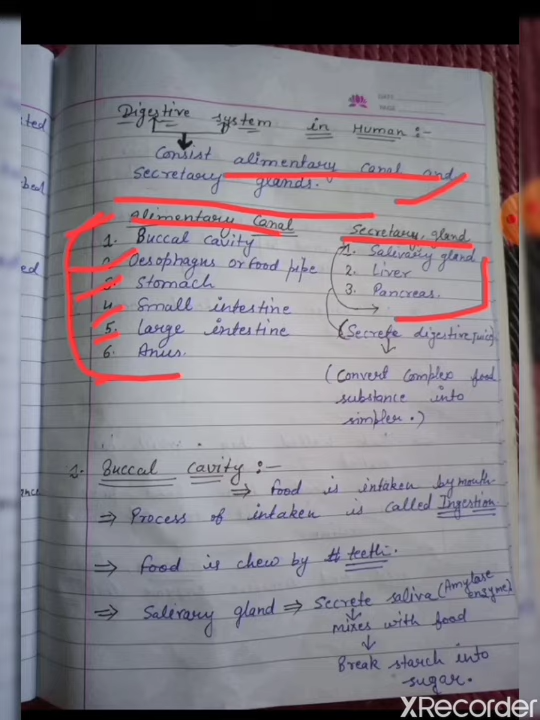 Digestive system in Human :-
Consist alimentary canal and
Secretary glands.
alimentary Canal
1. Buccal cavity
2. Oesophagus or food pipe
3. Stomach
4. Small intestine
5. Large intestine
6. Anus.
Secretary gland
1. Salivary gland
2. Liver
3. Pancreas.
(Secrete digestive juice)
(Convert Complex food
substance into
simpler.)
1. Buccal Cavity :-
⇒ Food is intaken by mouth
⇒ Process of intaken is called Ingestion
⇒ Food is chew by teeth.
⇒ Salivary gland ⇒ Secrete saliva (Amylase enzyme)
↓
mixes with food
↓
Break starch into
sugar.
XRecorder